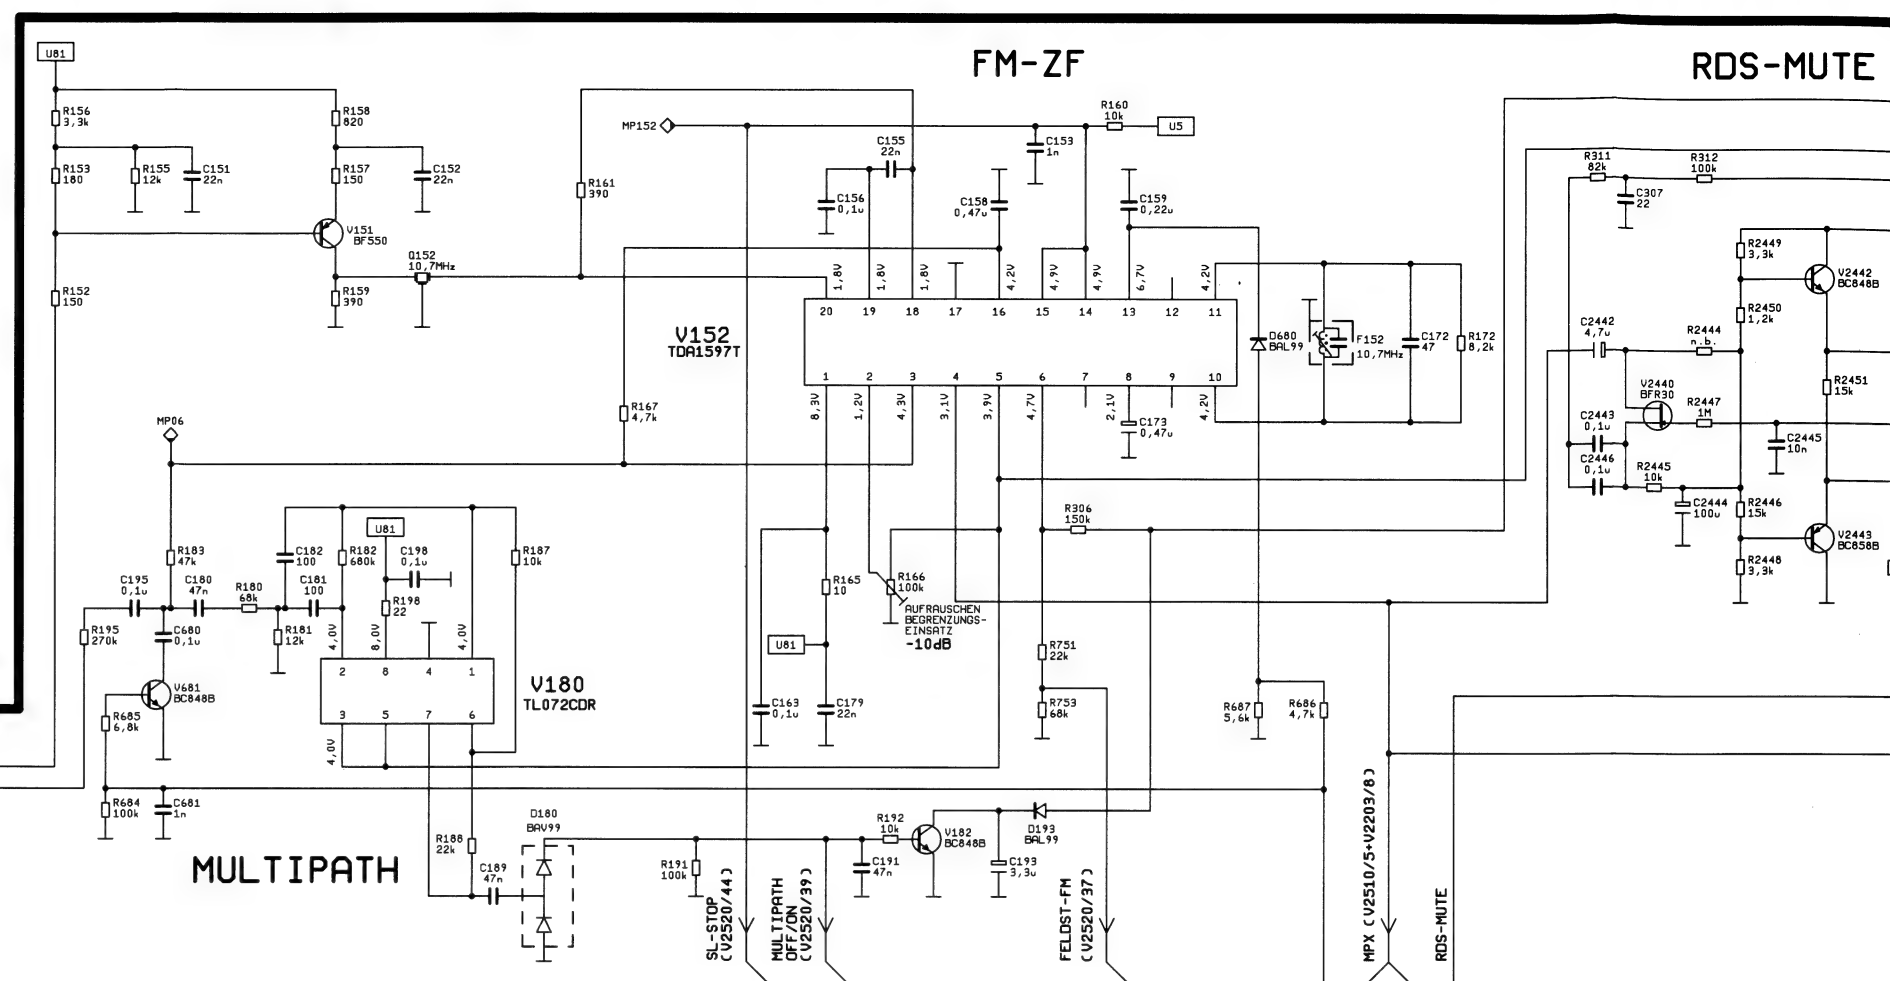 FM-ZF
RDS-MUTE
U81
R156
3,3k
R158
820
R153
180
R155
12k
C151
22n
R157
150
C152
22n
V151
BF550
R152
150
R159
390
Q152
10,7MHz
R161
390
MP152
C155
22n
C156
0,1u
C158
0,47u
C153
1n
R160
10k
U5
C159
0,22u
1,8V
1,8V
1,8V
4,2V
4,9V
4,9V
6,7V
4,2V
V152
TDA1597T
20 19 18 17 16 15 14 13 12 11
1 2 3 4 5 6 7 8 9 10
8,3V
1,2V
4,3V
3,1V
3,9V
4,7V
2,1V
4,2V
C173
0,47u
D680
BAL99
F152
10,7MHz
C172
47
R172
8,2k
R311
82k
R312
100k
C307
22
R2449
3,3k
V2442
BC848B
R2450
1,2k
C2442
4,7u
R2444
n.b.
V2440
BFR30
R2447
1M
R2451
15k
C2443
0,1u
C2446
0,1u
R2445
10k
C2445
10n
C2444
100u
R2446
15k
V2443
BC858B
R2448
3,3k
R167
4,7k
MP06
R183
47k
C195
0,1u
C180
47n
R180
68k
C182
100
C181
100
R182
680k
U81
C198
0,1u
R198
22
R187
10k
R195
270k
C680
0,1u
R181
12k
4,0V
8,0V
4,0V
2 8 4 1
3 5 7 6
4,0V
V180
TL072CDR
V681
BC848B
R685
6,8k
R684
100k
C681
1n
MULTIPATH
R165
10
R166
100k
AUFRAUSCHEN
BEGRENZUNGS-
EINSATZ
-10dB
U81
C163
0,1u
C179
22n
R306
150k
R751
22k
R753
68k
R687
5,6k
R686
4,7k
R188
22k
C189
47n
D180
BAV99
R191
100k
C191
47n
R192
10k
V182
BC848B
C193
3,3u
D193
BAL99
SL-STOP
(V2520/44)
MULTIPATH
OFF/ON
(V2520/39)
FELDST-FM
(V2520/37)
MPX (V2510/5+V2203/8)
RDS-MUTE